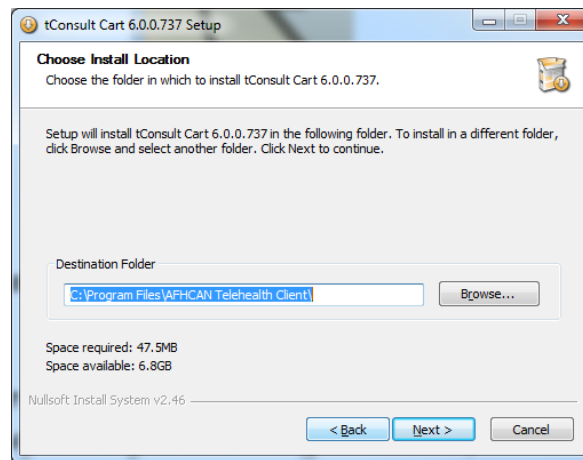 tConsult Cart 6.0.0.737 Setup
Choose Install Location
Choose the folder in which to install tConsult Cart 6.0.0.737.
Setup will install tConsult Cart 6.0.0.737 in the following folder. To install in a different folder,
click Browse and select another folder. Click Next to continue.
Destination Folder
C:\Program Files\AFHCAN Telehealth Client\
Browse...
Space required: 47.5MB
Space available: 6.8GB
Nullsoft Install System v2.46
< Back Next > Cancel